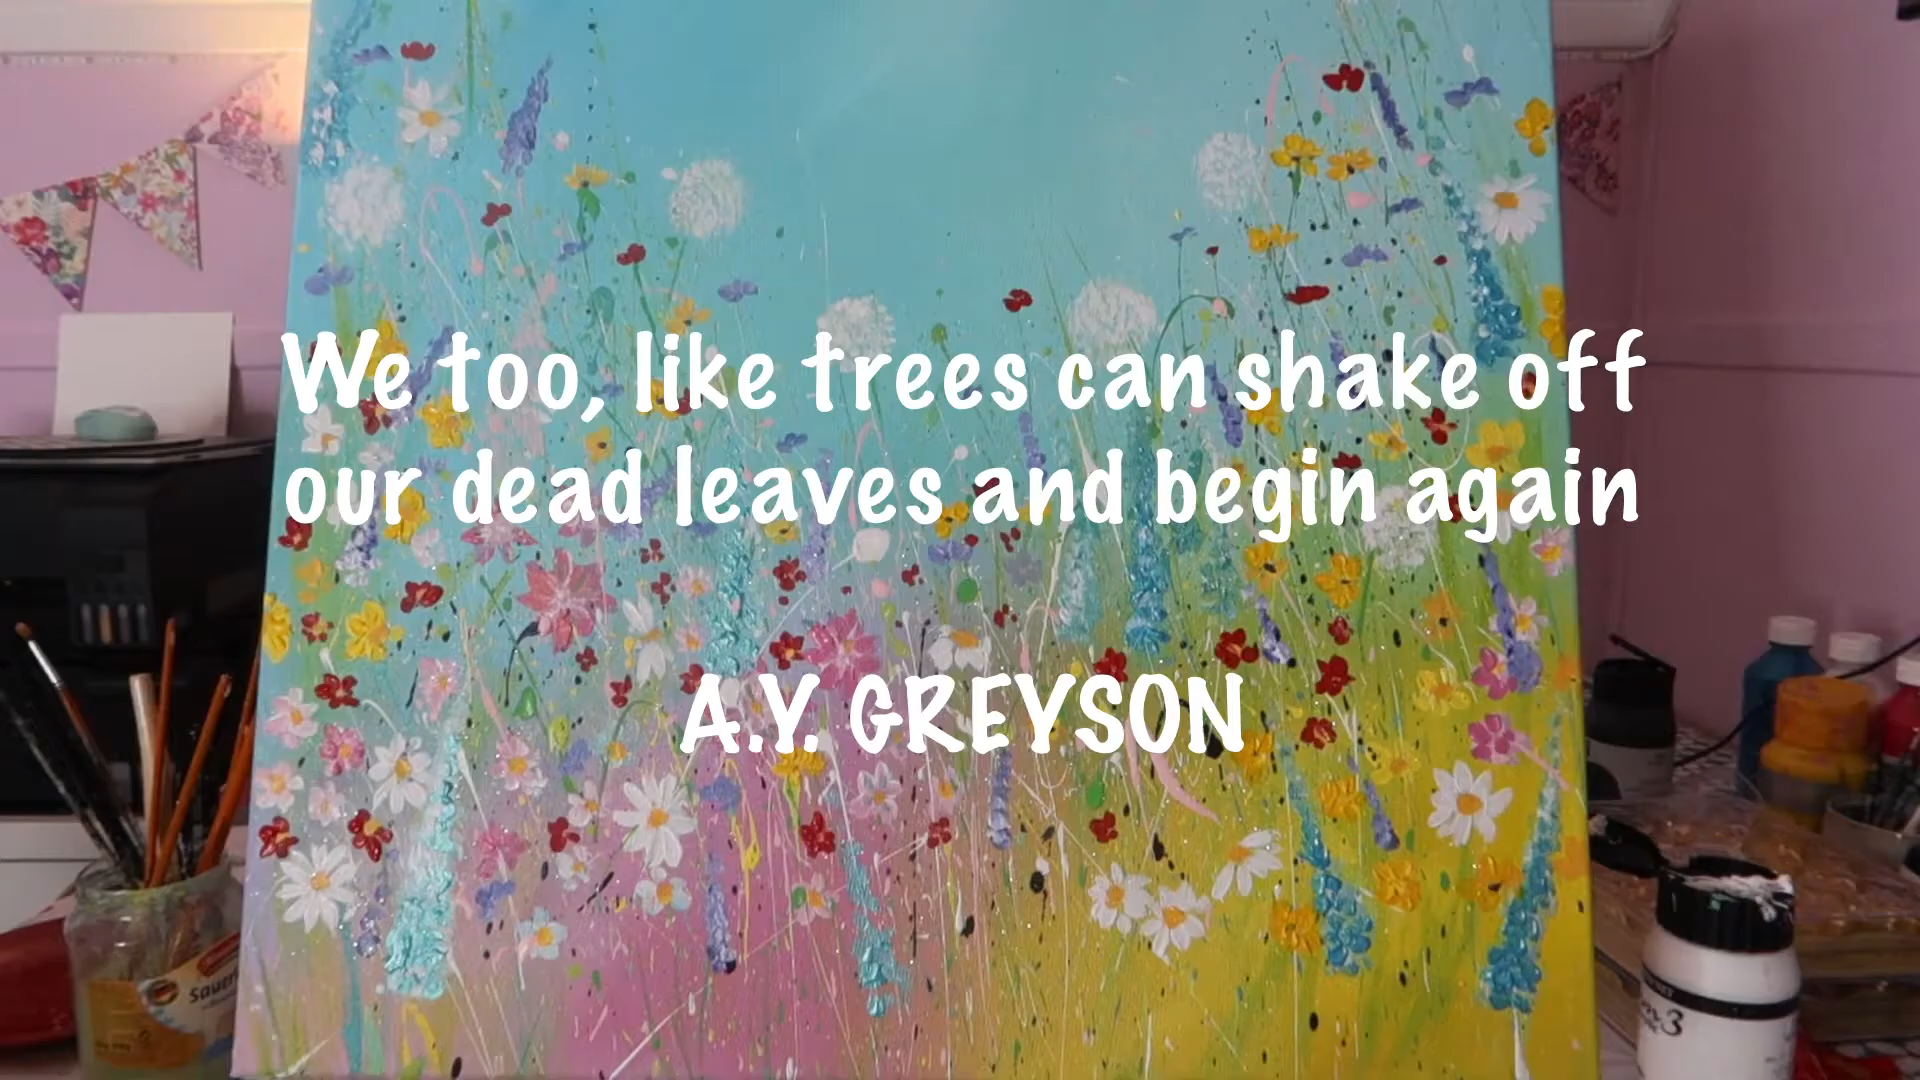 We too, like trees can shake off
our dead leaves and begin again
A.Y. GREYSON